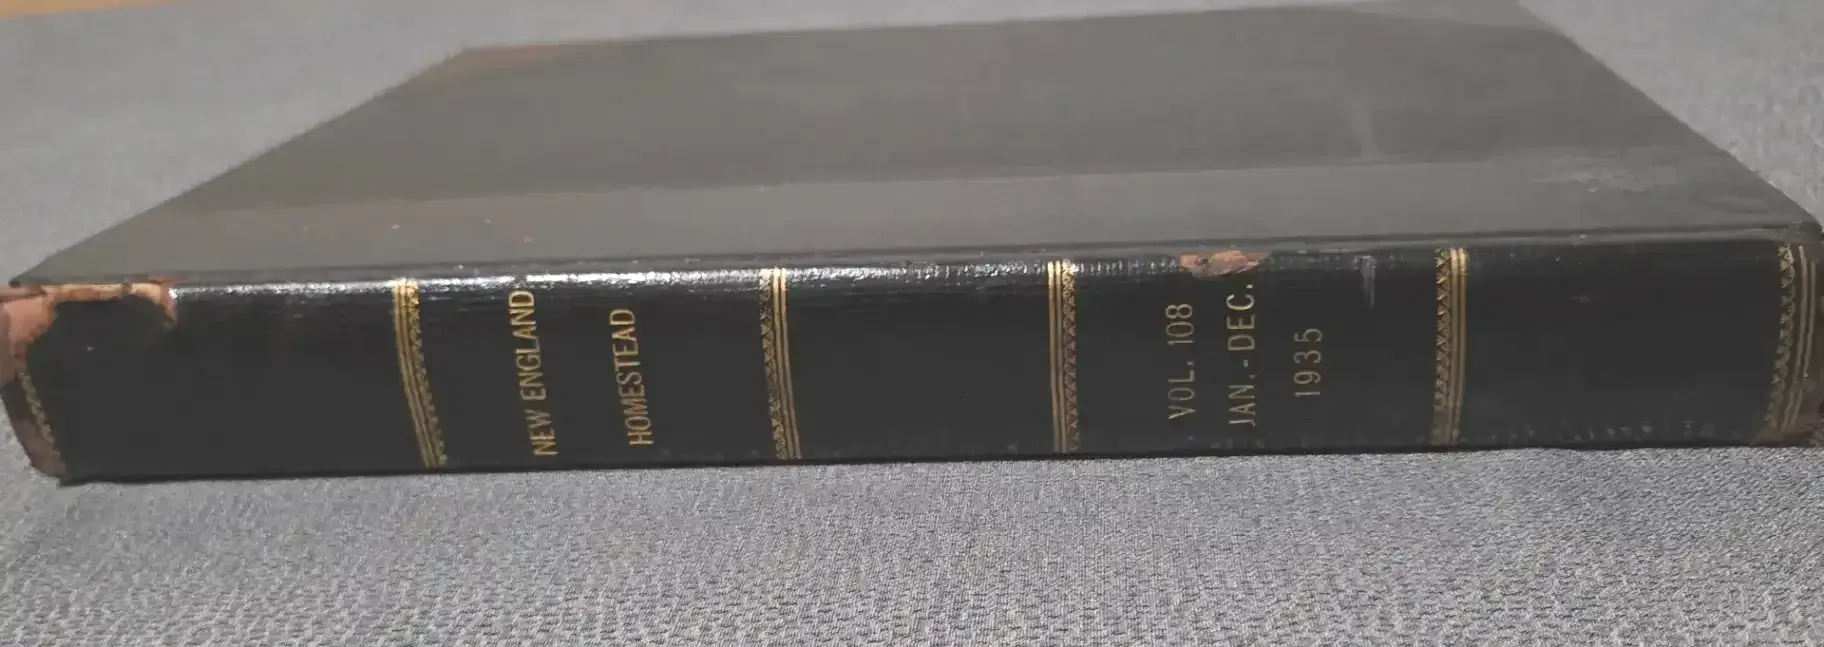 NEW ENGLAND
HOMESTEAD
VOL. 108
JAN.-DEC.
1935